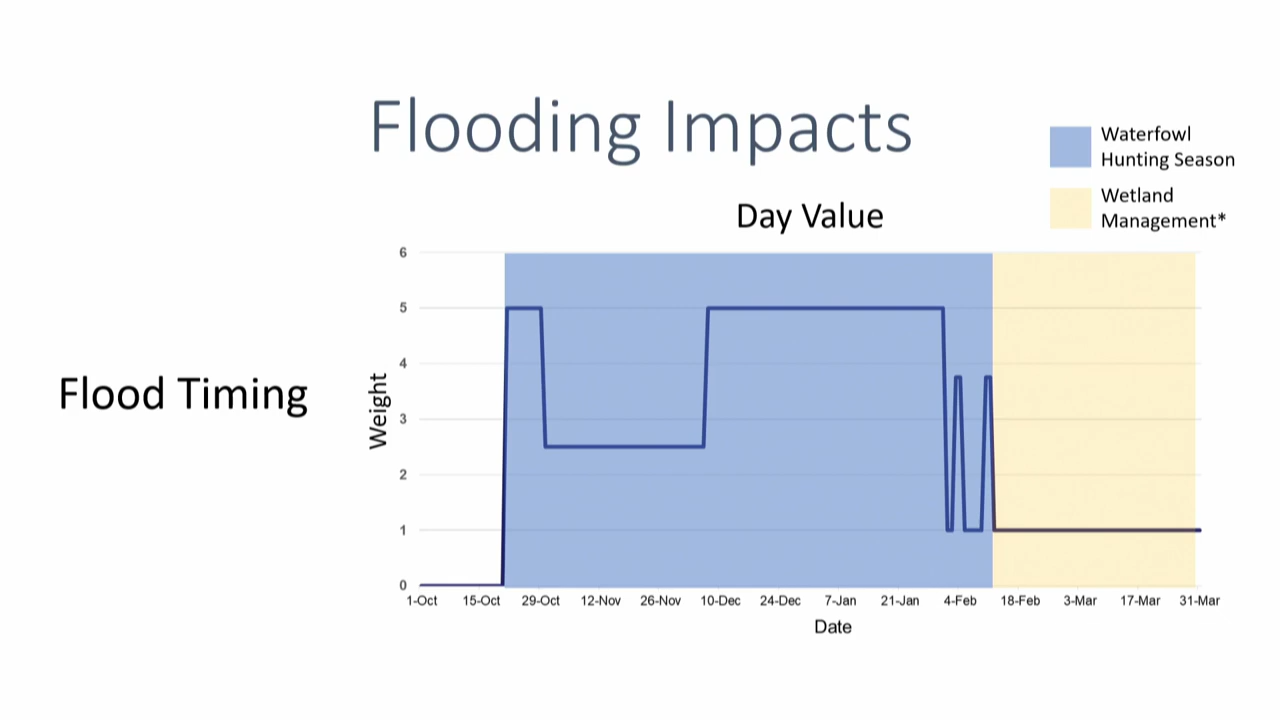 Flooding Impacts
Waterfowl
Hunting Season
Wetland
Management*
Day Value
Flood Timing
Weight
6
5
4
3
2
1
0
1-Oct 15-Oct 29-Oct 12-Nov 26-Nov 10-Dec 24-Dec 7-Jan 21-Jan 4-Feb 18-Feb 3-Mar 17-Mar 31-Mar
Date